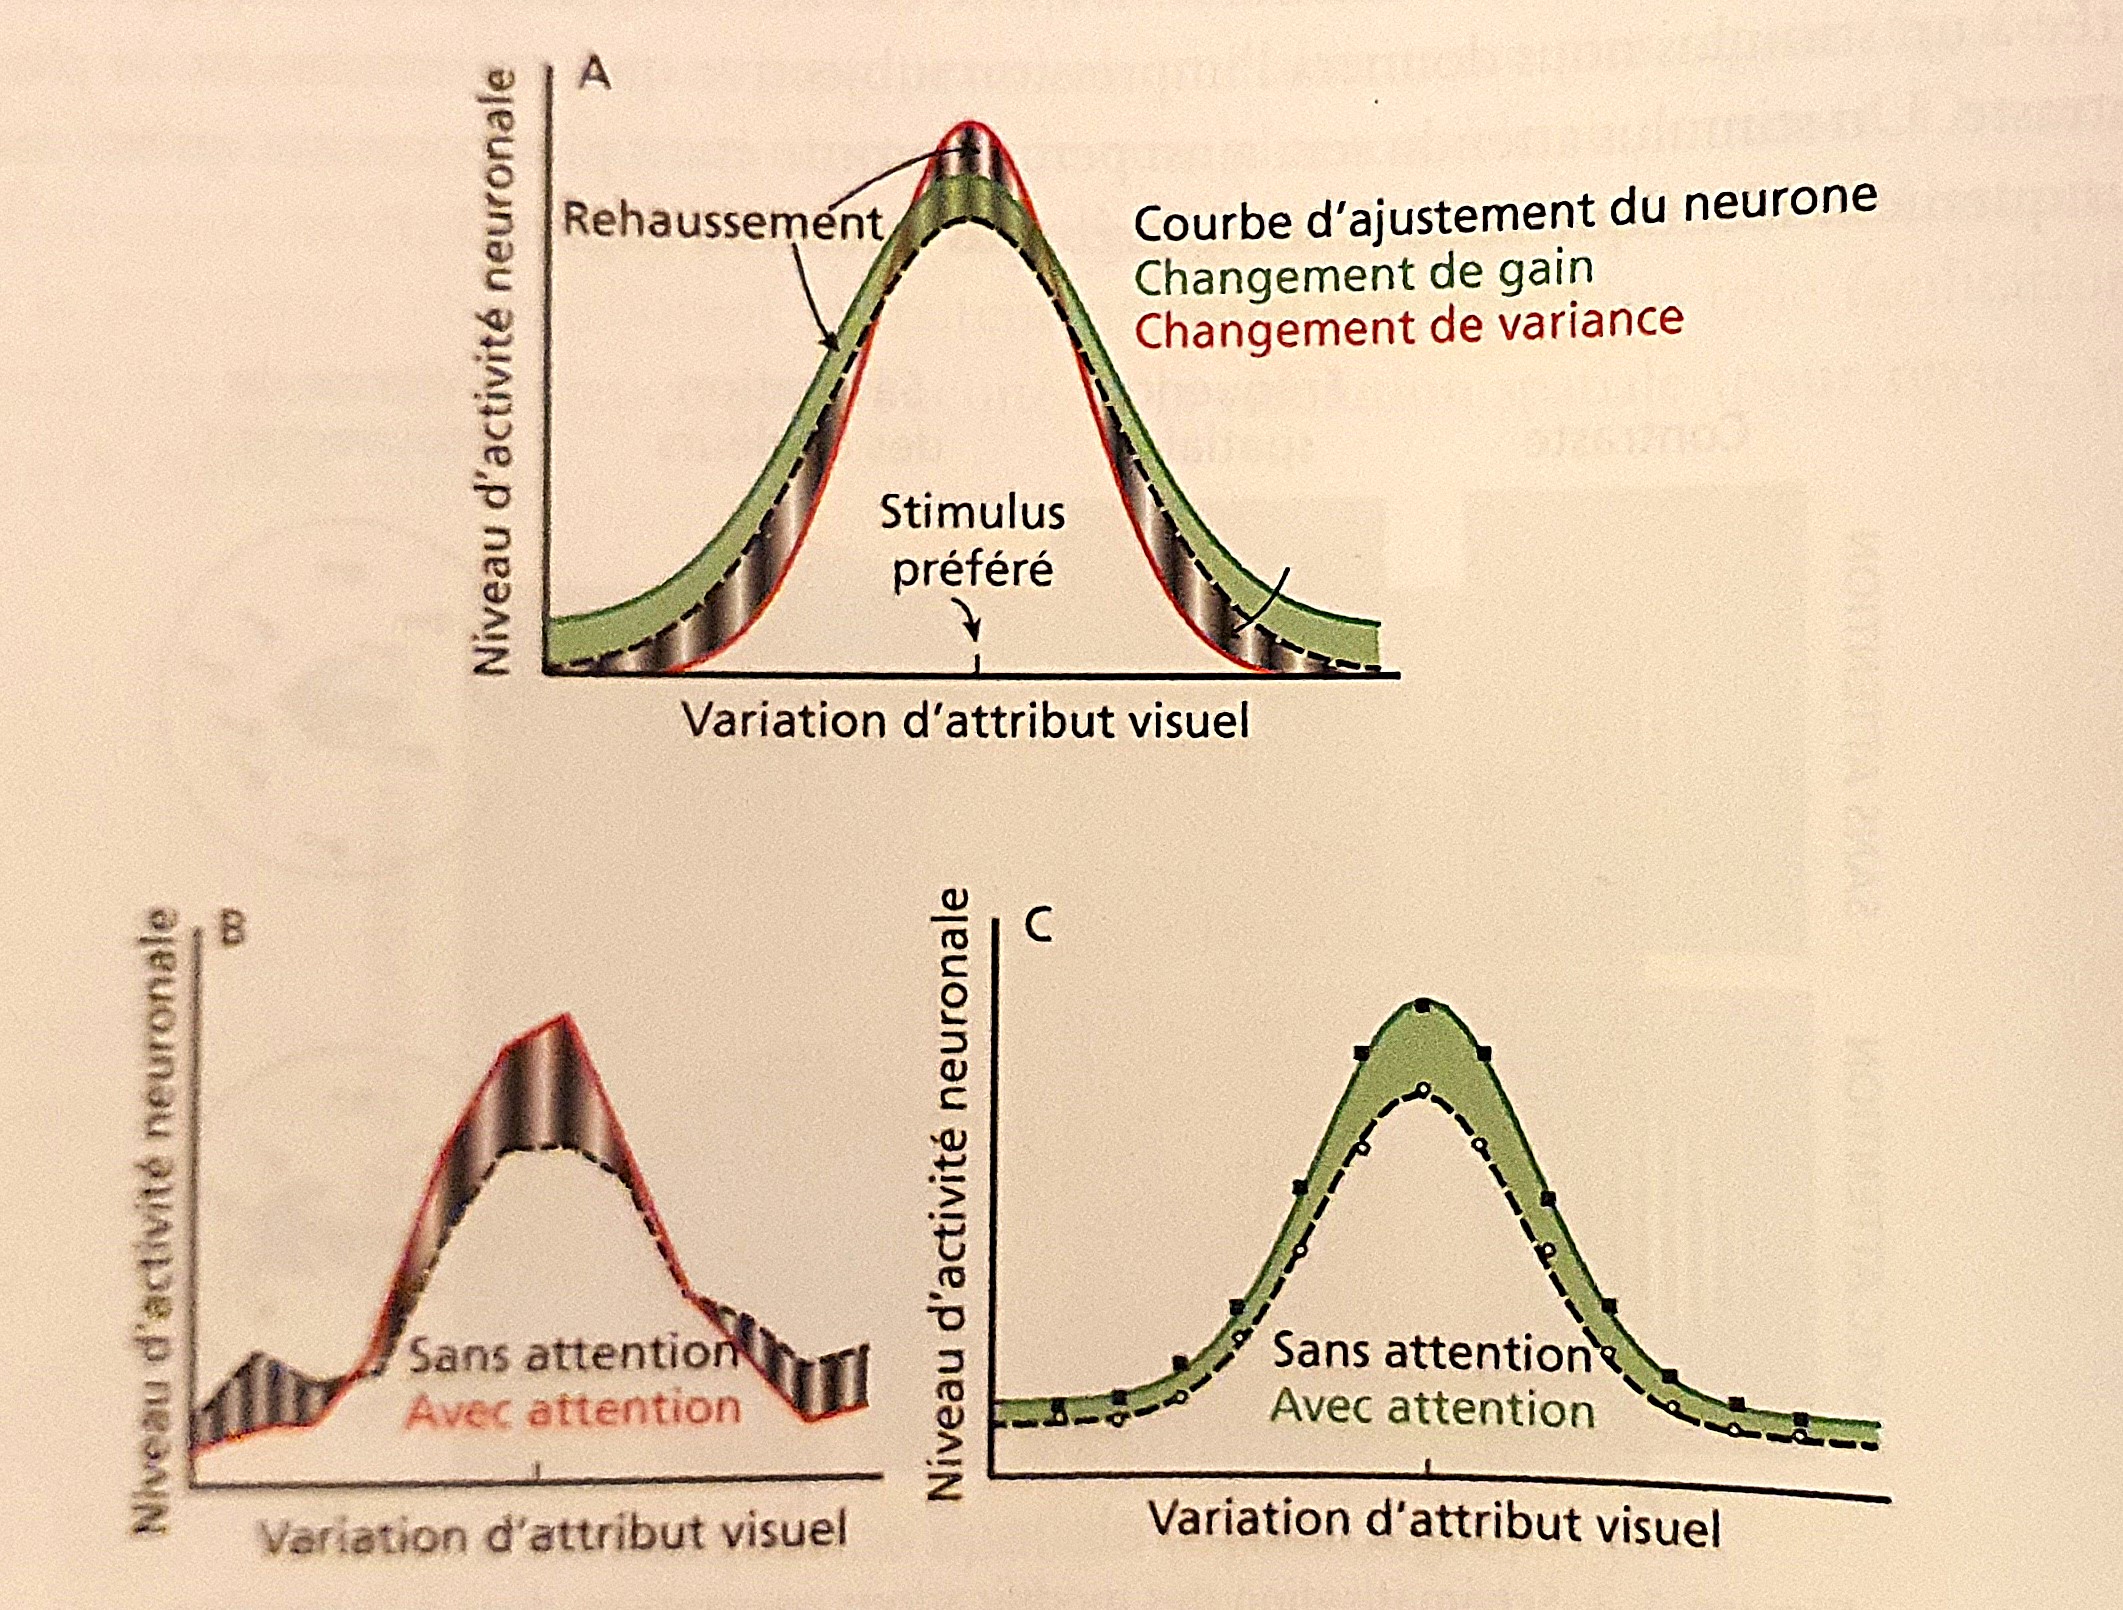 A
Niveau d'activité neuronale
Rehaussement
Courbe d'ajustement du neurone
Changement de gain
Changement de variance
Stimulus
préféré
Variation d'attribut visuel
B
Niveau d'activité neuronale
Sans attention
Avec attention
Variation d'attribut visuel
C
Niveau d'activité neuronale
Sans attention
Avec attention
Variation d'attribut visuel